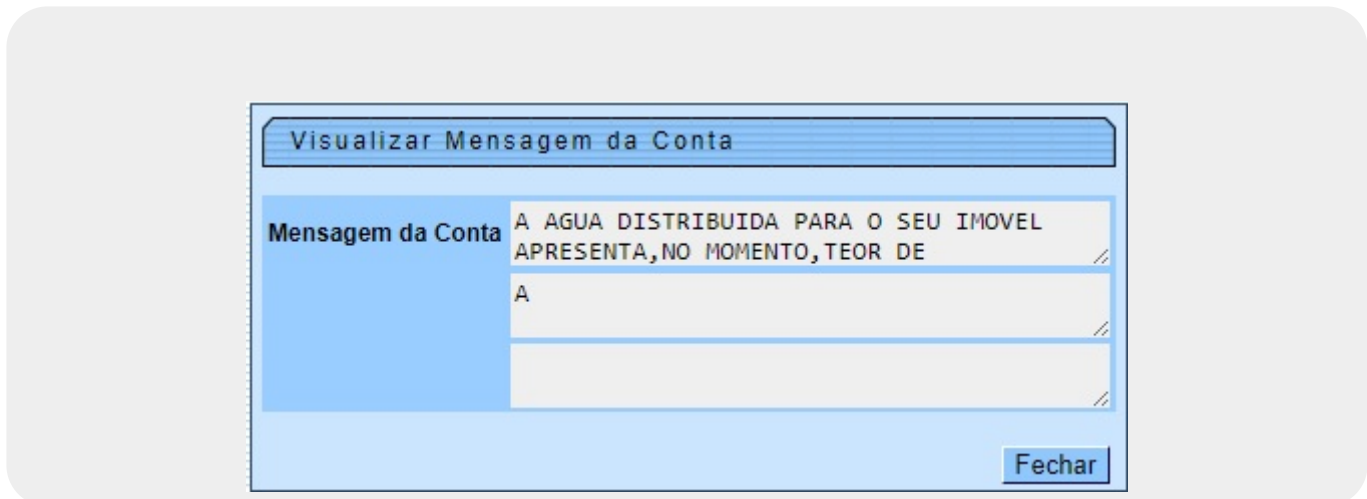 Visualizar Mensagem da Conta
Mensagem da Conta
A AGUA DISTRIBUIDA PARA O SEU IMOVEL
APRESENTA,NO MOMENTO,TEOR DE
A
Fechar